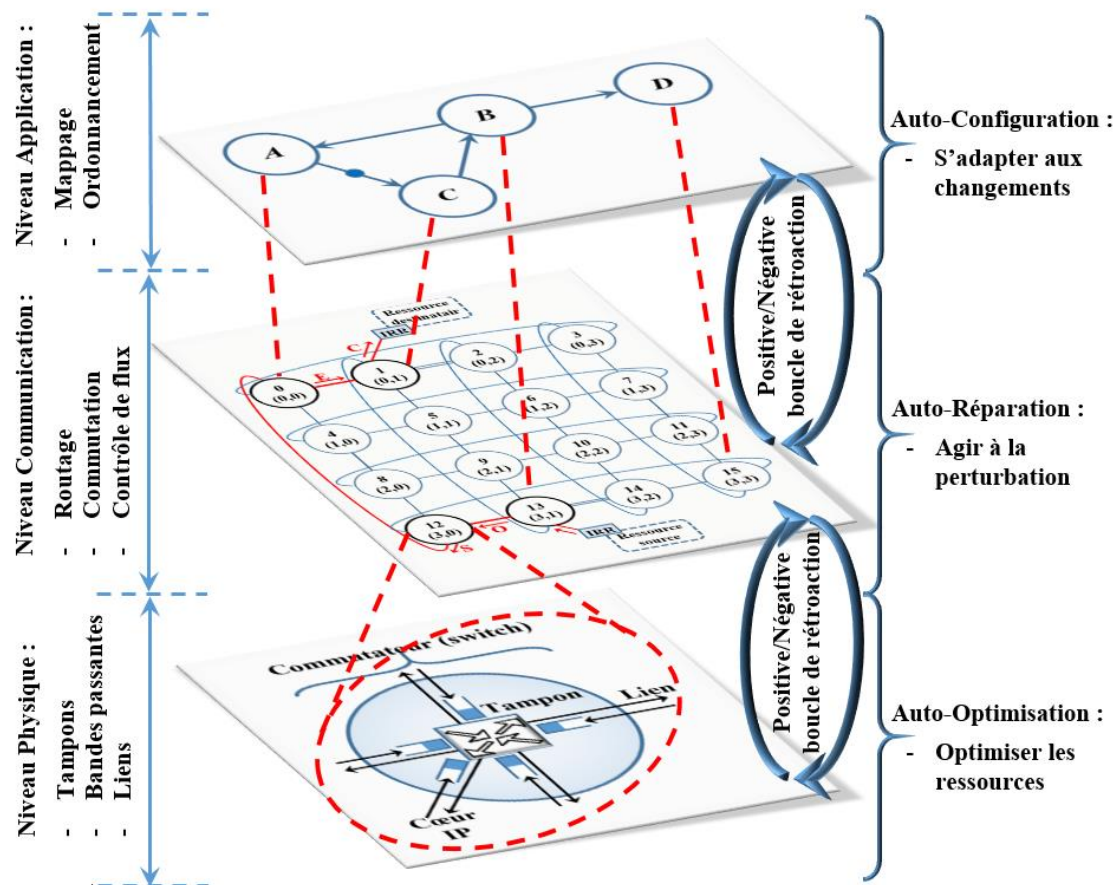 Niveau Application :
- Mappage
- Ordonnancement
Niveau Communication :
- Routage
- Commutation
- Contrôle de flux
Niveau Physique :
- Tampons
- Bandes passantes
- Liens
A
B
C
D
Ressource
destinatair
IRR
C
E
0
(0,0)
1
(0,1)
2
(0,2)
3
(0,3)
4
(1,0)
5
(1,1)
6
(1,2)
7
(1,3)
8
(2,0)
9
(2,1)
10
(2,2)
11
(2,3)
12
(3,0)
13
(3,1)
14
(3,2)
15
(3,3)
O
S
IRR
Ressource
source
Commutateur (switch)
Tampon
Lien
Cœur
IP
Positive/Négative
boucle de rétroaction
Positive/Négative
boucle de rétroaction
Auto-Configuration :
- S’adapter aux
changements
Auto-Réparation :
- Agir à la
perturbation
Auto-Optimisation :
- Optimiser les
ressources